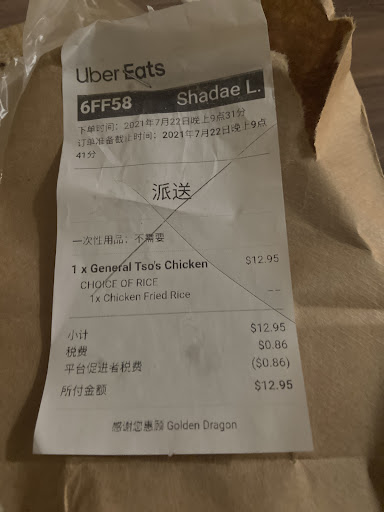 Uber Eats
6FF58 Shadae L.
下单时间：2021年7月22日晚上9点31分
订单准备截止时间：2021年7月22日晚上9点
41分
派送
一次性用品：不需要
1 x General Tso's Chicken $12.95
CHOICE OF RICE
1x Chicken Fried Rice --
小计 $12.95
税费 $0.86
平台促进者税费 ($0.86)
所付金额 $12.95
感谢您惠顾 Golden Dragon